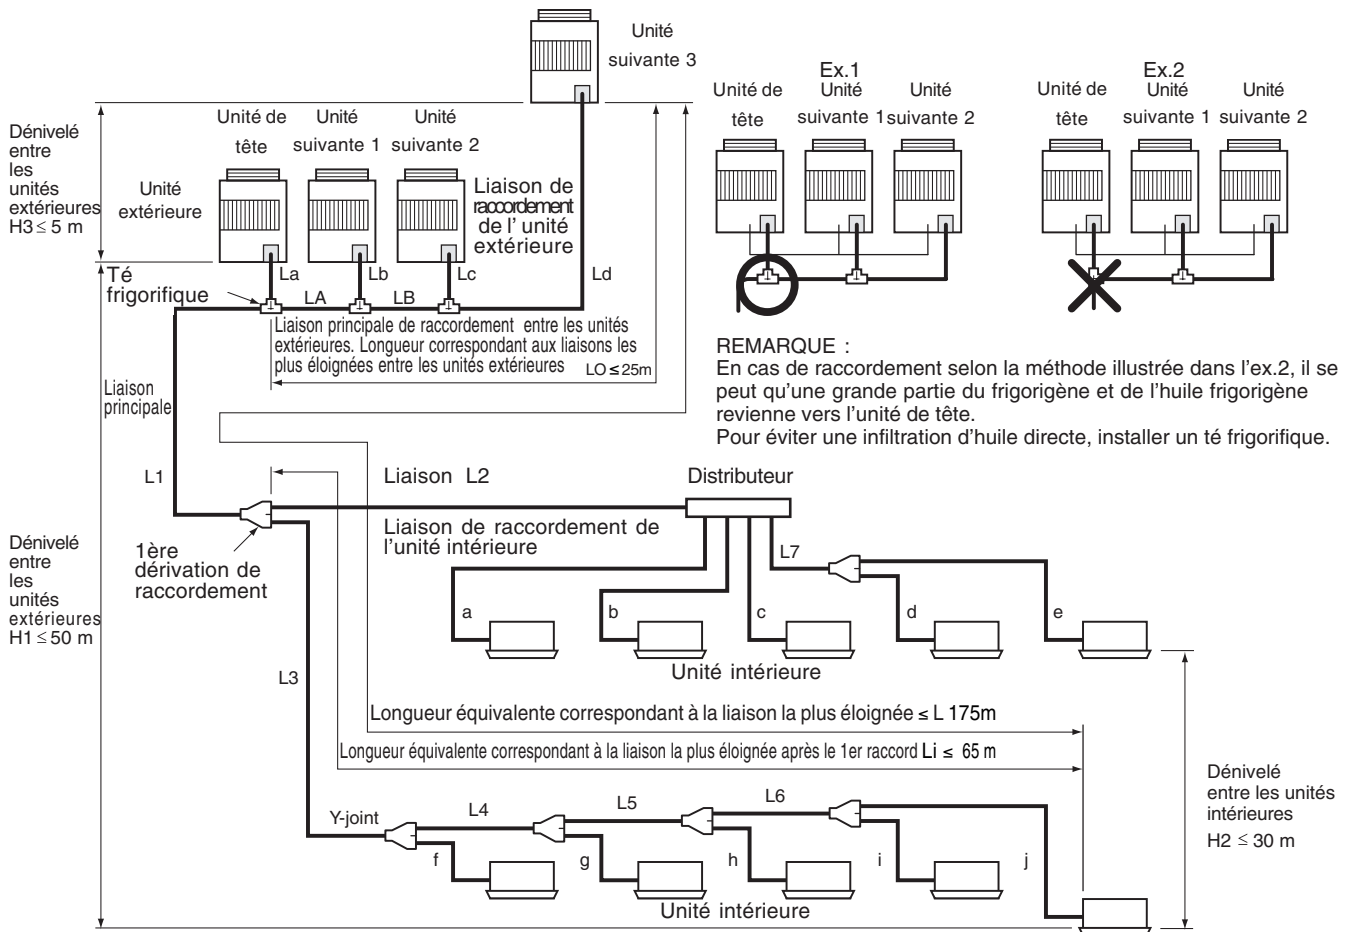 Unité
suivante 3
Dénivelé
entre
les
unités
extérieures
H3 ≤ 5 m
Unité de
tête
Unité
suivante 1
Unité
suivante 2
Unité
extérieure
Liaison de
raccordement
de l' unité
extérieure
Té
frigorifique
La
Lb
Lc
Ld
LA
LB
Liaison principale de raccordement entre les unités
extérieures. Longueur correspondant aux liaisons les
plus éloignées entre les unités extérieures
LO ≤ 25m
Ex.1
Unité de
tête
Unité
suivante 1
Unité
suivante 2
Ex.2
Unité de
tête
Unité
suivante 1
Unité
suivante 2
REMARQUE :
En cas de raccordement selon la méthode illustrée dans l’ex.2, il se
peut qu’une grande partie du frigorigène et de l’huile frigorigène
revienne vers l’unité de tête.
Pour éviter une infiltration d’huile directe, installer un té frigorifique.
Liaison
principale
L1
Liaison L2
Distributeur
Liaison de raccordement de
l’unité intérieure
1ère
dérivation de
raccordement
L7
Dénivelé
entre
les
unités
extérieures
H1 ≤ 50 m
a
b
c
d
e
Unité intérieure
L3
Longueur équivalente correspondant à la liaison la plus éloignée ≤ L 175m
Longueur équivalente correspondant à la liaison la plus éloignée après le 1er raccord Li ≤ 65 m
Dénivelé
entre les unités
intérieures
H2 ≤ 30 m
Y-joint
L4
L5
L6
f
g
h
i
j
Unité intérieure